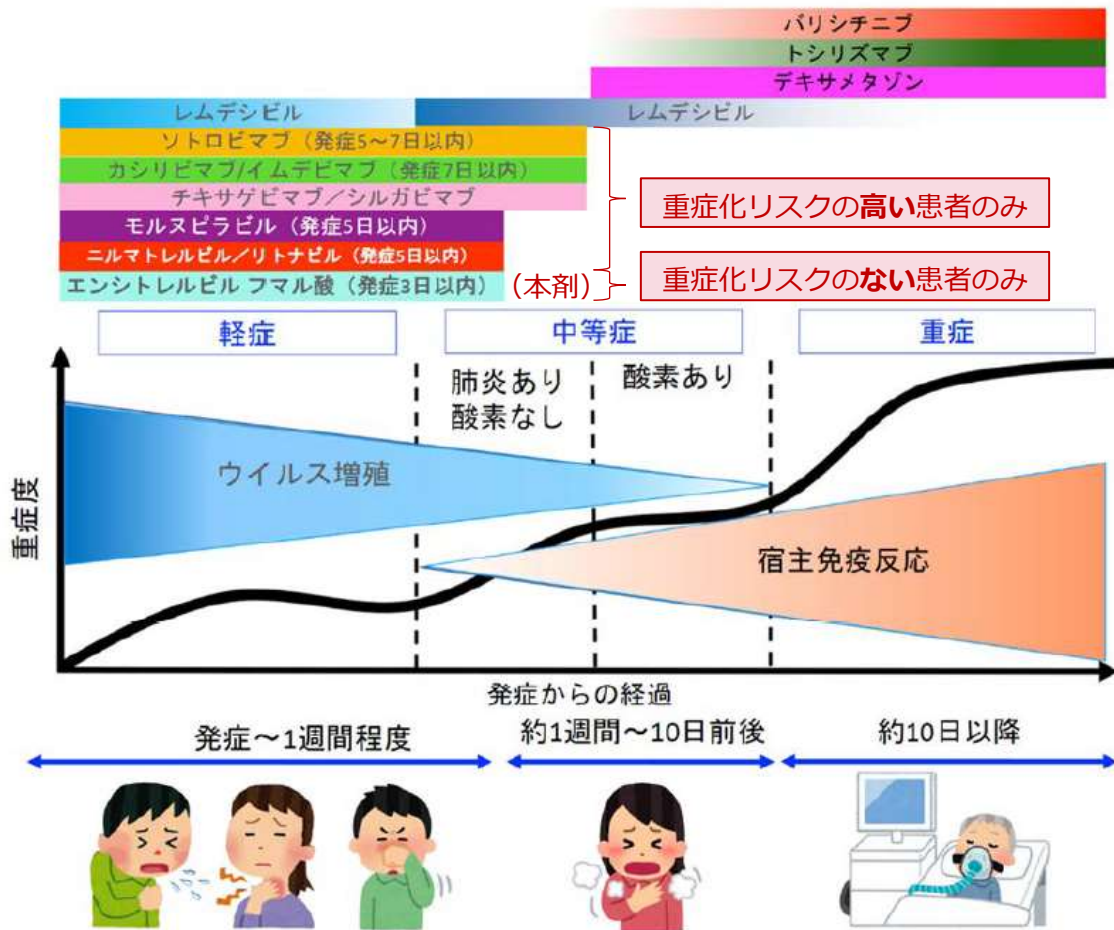 バリシチニブ
トシリズマブ
デキサメタゾン
レムデシビル
レムデシビル
ソトロビマブ（発症5〜7日以内）
カシリビマブ/イムデビマブ（発症7日以内）
チキサゲビマブ／シルガビマブ
モルヌピラビル（発症5日以内）
ニルマトレルビル／リトナビル（発症5日以内）
エンシトレルビル フマル酸（発症3日以内）
（本剤）
重症化リスクの高い患者のみ
重症化リスクのない患者のみ
軽症
中等症
重症
肺炎あり
酸素なし
酸素あり
ウイルス増殖
宿主免疫反応
重症度
発症からの経過
発症〜1週間程度
約1週間〜10日前後
約10日以降